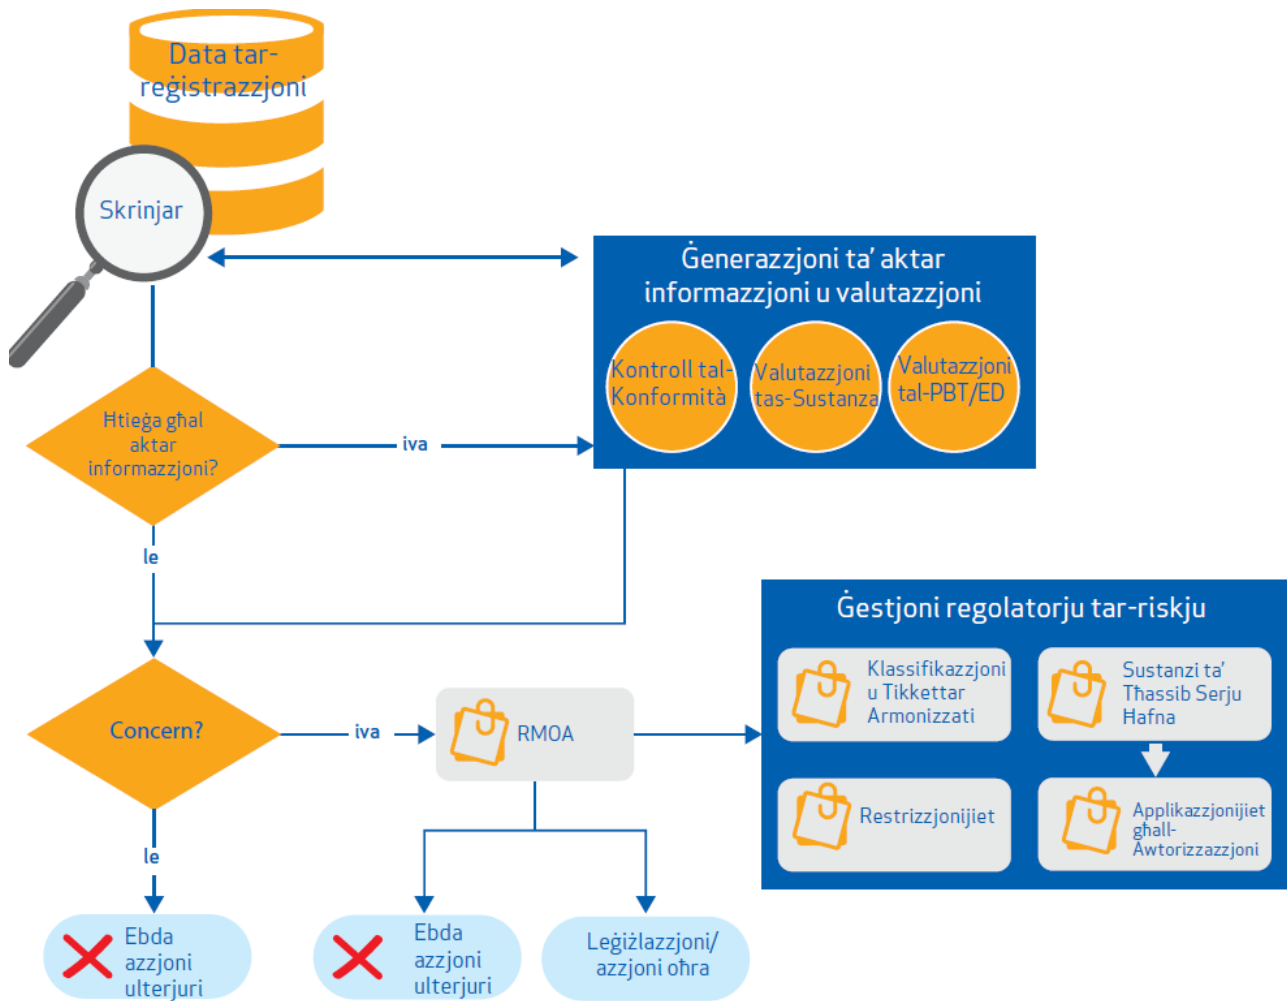 Data tar-
reġistrazzjoni
Skrinjar
Ġenerazzjoni ta’ aktar
informazzjoni u valutazzjoni
Kontroll tal-
Konformità
Valutazzjoni
tas-Sustanza
Valutazzjoni
tal-PBT/ED
Ħtieġa għal
aktar
informazzjoni?
iva
le
Ġestjoni regolatorju tar-riskju
Klassifikazzjoni
u Tikkettar
Armonizzati
Sustanzi ta’
Tħassib Serju
Ħafna
Restrizzjonijiet
Applikazzjonijiet
għall-
Awtorizzazzjoni
Concern?
iva
RMOA
le
Ebda
azzjoni
ulterjuri
Ebda
azzjoni
ulterjuri
Leġiżlazzjoni/
azzjoni oħra